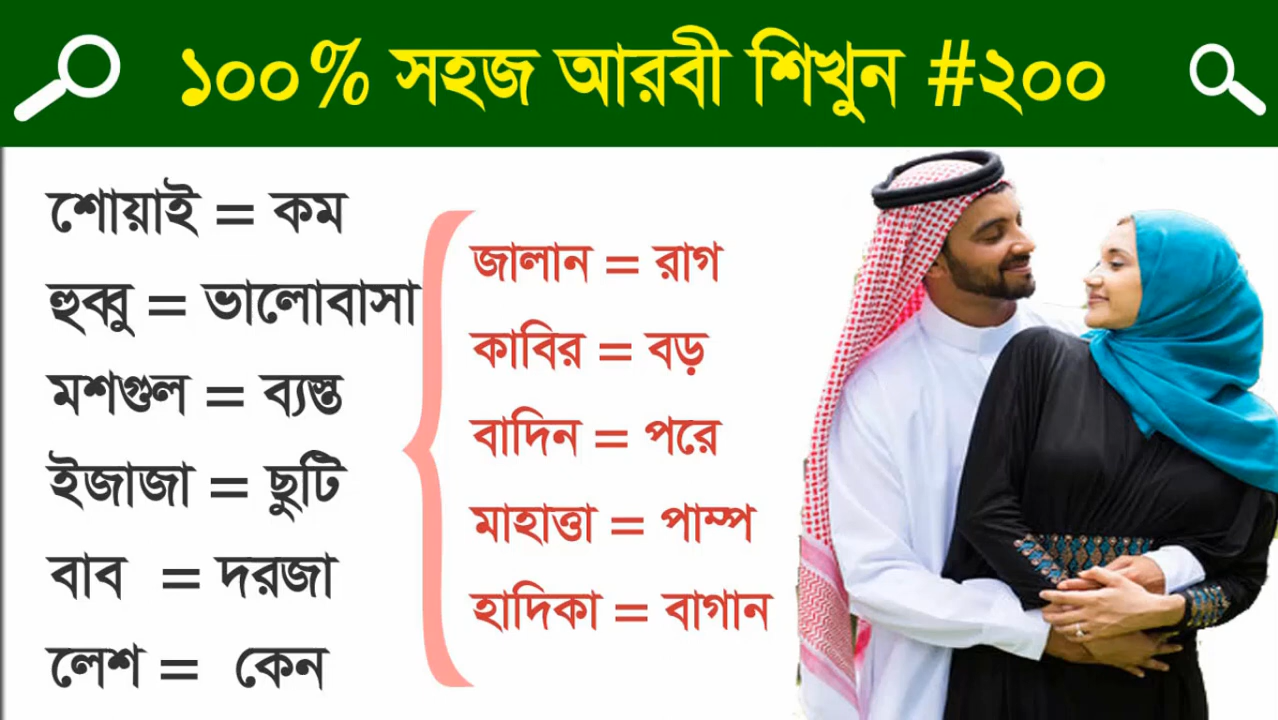 ১০০% সহজ আরবী শিখুন #২০০
শোয়াই = কম
হুব্বু = ভালোবাসা
মশগুল = ব্যস্ত
ইজাজা = ছুটি
বাব = দরজা
লেশ = কেন
জালান = রাগ
কাবির = বড়
বাদিন = পরে
মাহাত্তা = পাম্প
হাদিকা = বাগান